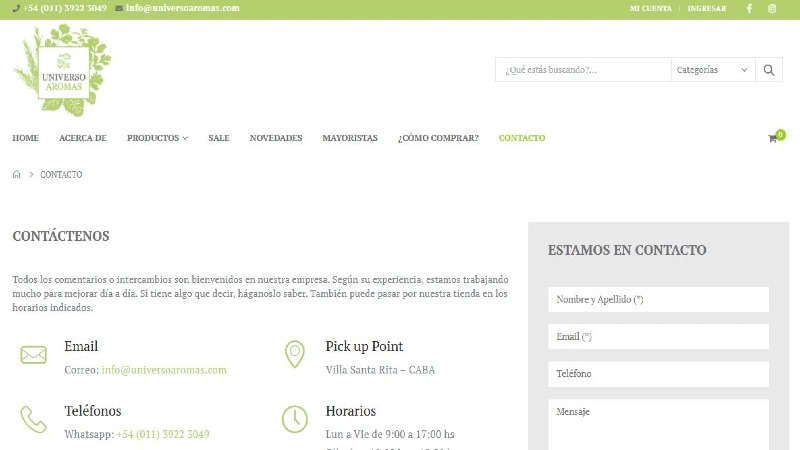 +54 (011) 3922 3049 info@universoaromas.com MI CUENTA INGRESAR
UNIVERSO
AROMAS
¿Qué estás buscando?... Categorías
HOME ACERCA DE PRODUCTOS SALE NOVEDADES MAYORISTAS ¿CÓMO COMPRAR? CONTACTO 0
CONTACTO
CONTÁCTENOS
Todos los comentarios o intercambios son bienvenidos en nuestra empresa. Según su experiencia, estamos trabajando
mucho para mejorar día a día. Si tiene algo que decir, háganoslo saber. También puede pasar por nuestra tienda en los
horarios indicados.
Email
Correo: info@universoaromas.com
Pick up Point
Villa Santa Rita – CABA
Teléfonos
Whatsapp: +54 (011) 3922 3049
Horarios
Lun a VIe de 9:00 a 17:00 hs
ESTAMOS EN CONTACTO
Nombre y Apellido (*)
Email (*)
Teléfono
Mensaje